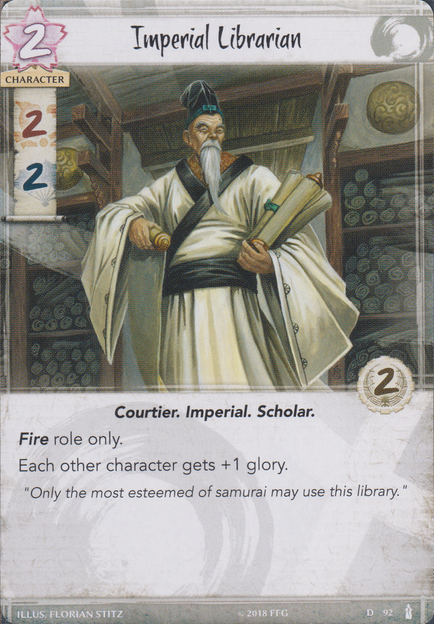 2
Imperial Librarian
CHARACTER
2
2
2
Courtier. Imperial. Scholar.
Fire role only.
Each other character gets +1 glory.
"Only the most esteemed of samurai may use this library."
ILLUS. FLORIAN STITZ © 2018 FFG D 92